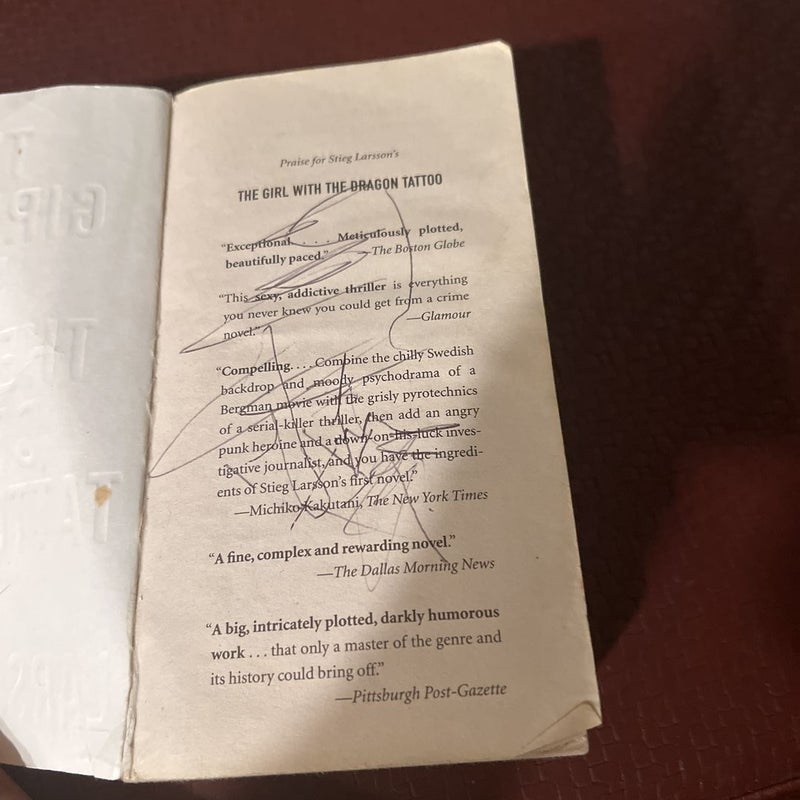 Praise for Stieg Larsson's
THE GIRL WITH THE DRAGON TATTOO
“Exceptional. . . . Meticulously plotted,
beautifully paced.” —The Boston Globe
“This sexy, addictive thriller is everything
you never knew you could get from a crime
novel.” —Glamour
“Compelling. . . . Combine the chilly Swedish
backdrop and moody psychodrama of a
Bergman movie with the grisly pyrotechnics
of a serial-killer thriller, then add an angry
punk heroine and a down-on-his-luck inves-
tigative journalist, and you have the ingredi-
ents of Stieg Larsson's first novel.”
—Michiko Kakutani, The New York Times
“A fine, complex and rewarding novel.”
—The Dallas Morning News
“A big, intricately plotted, darkly humorous
work . . . that only a master of the genre and
its history could bring off.”
—Pittsburgh Post-Gazette